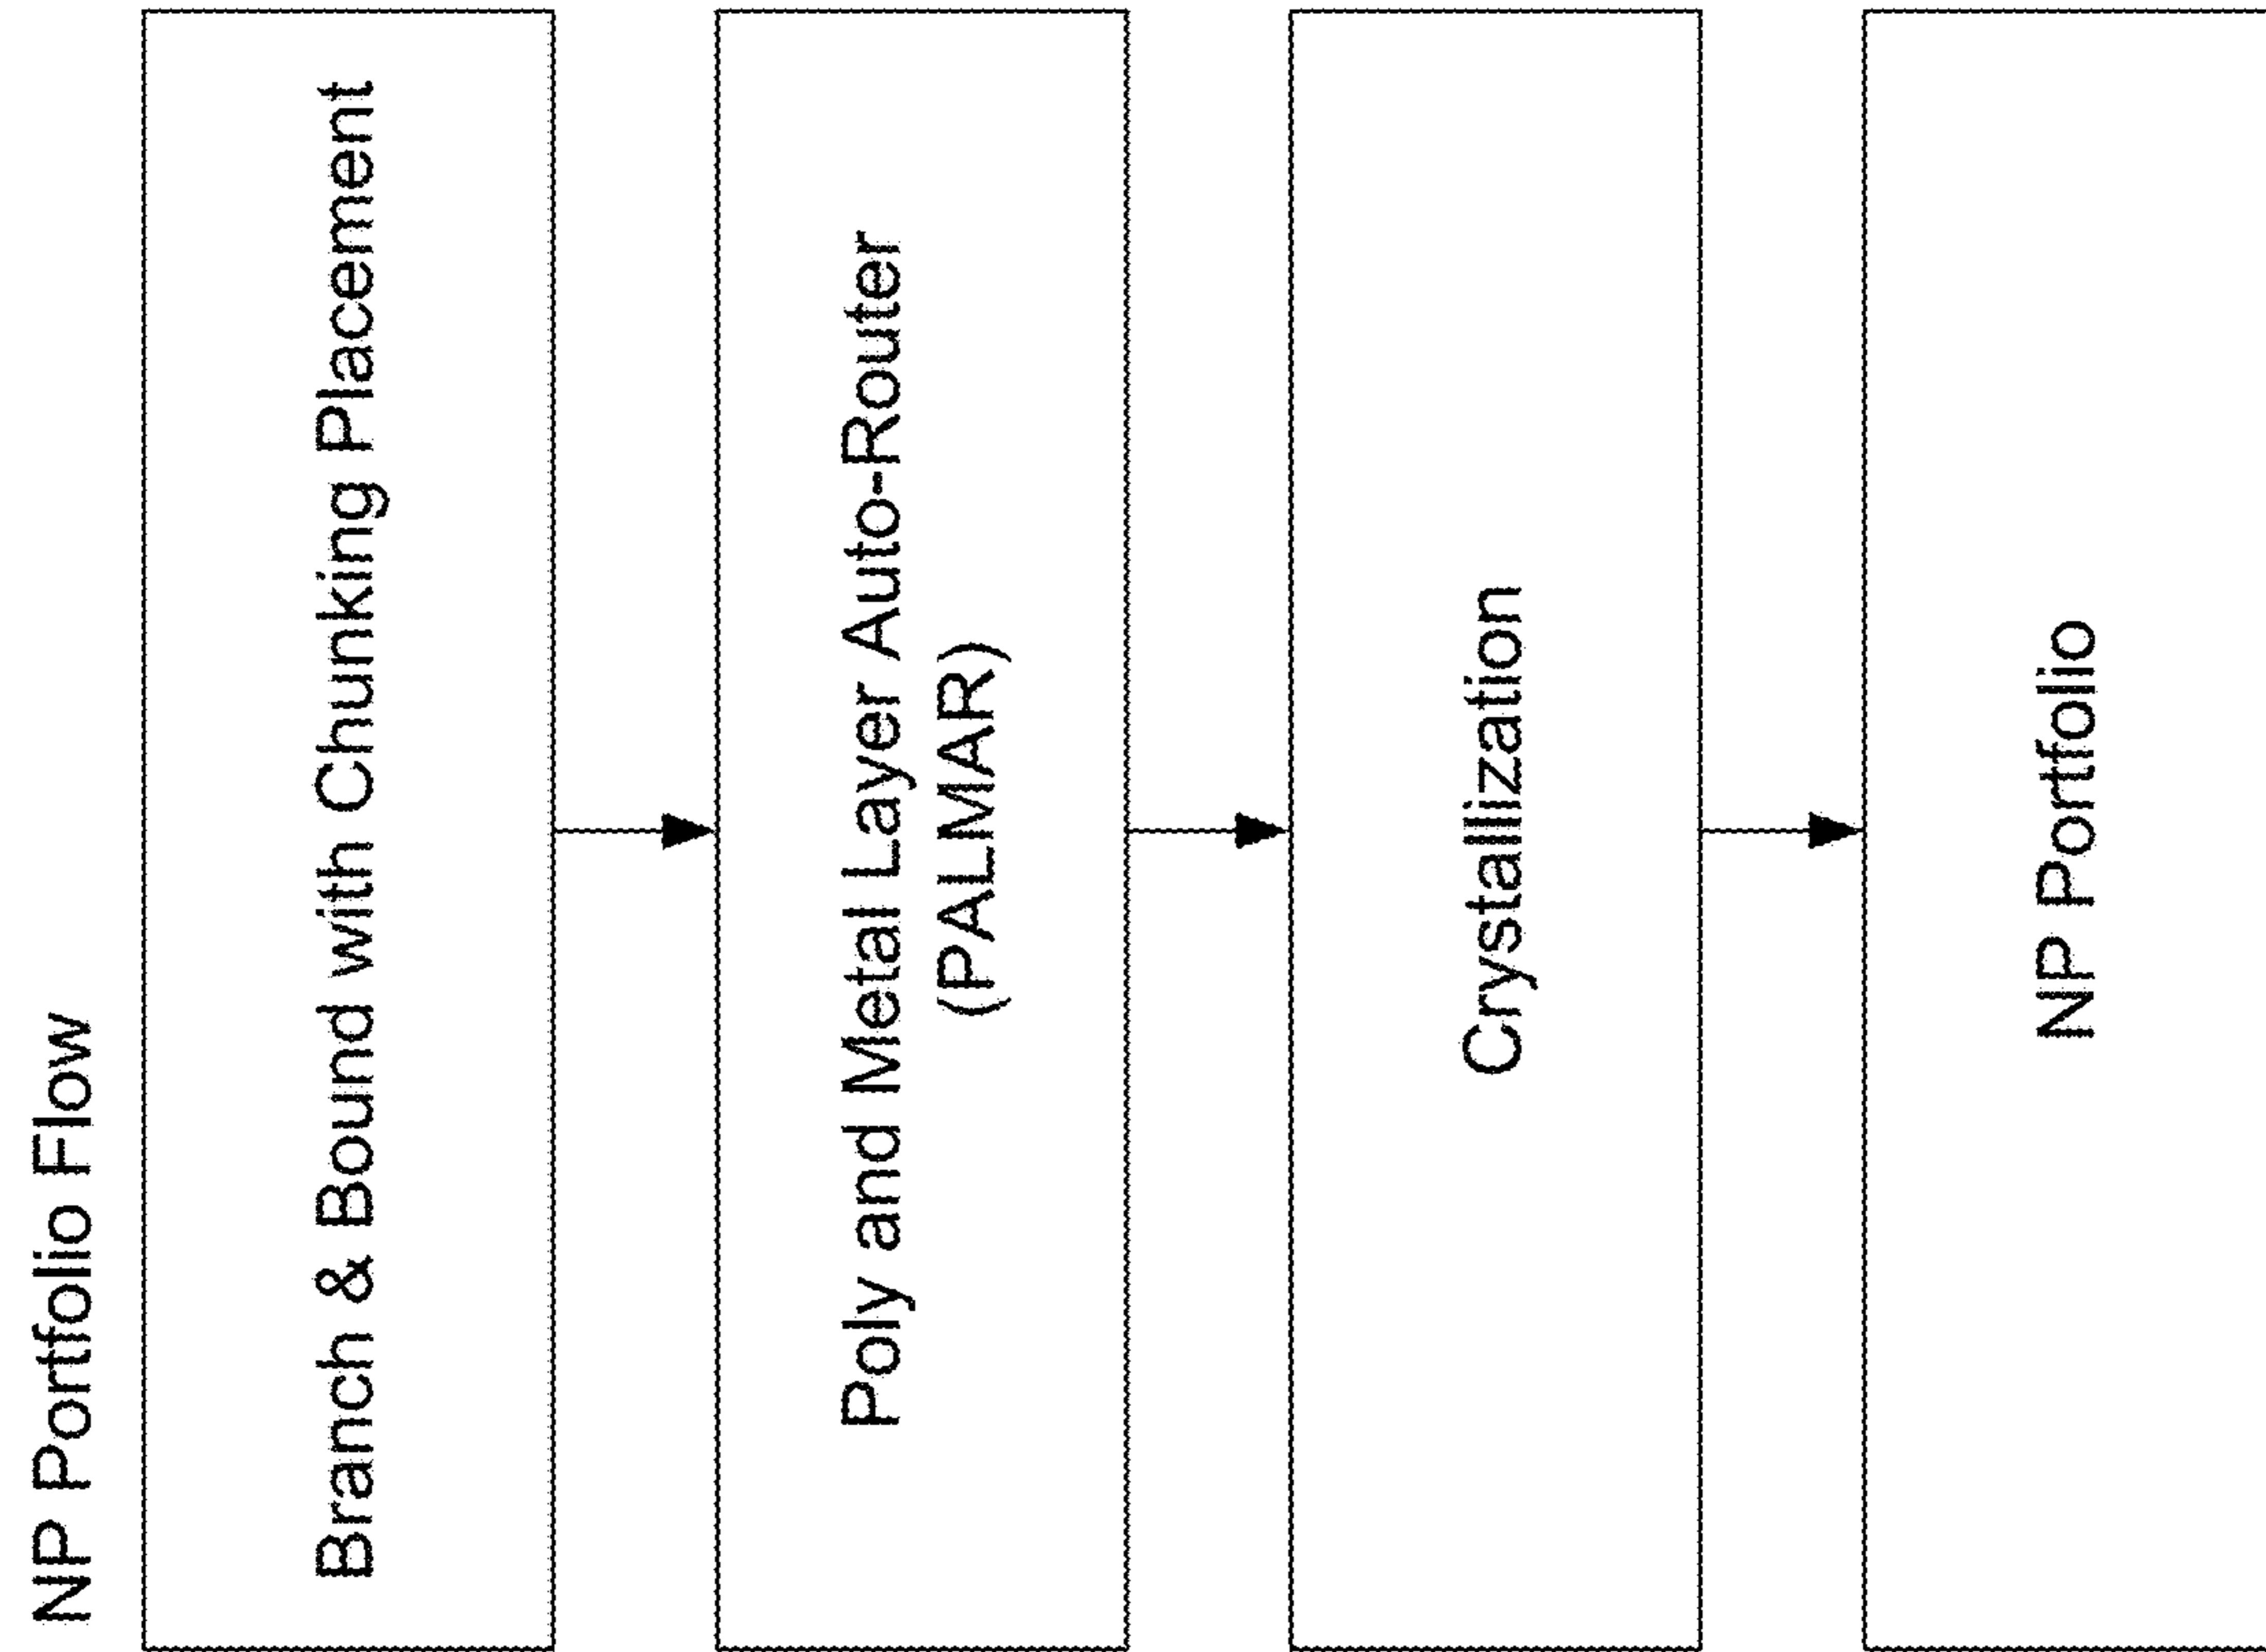 NP Portfolio Flow
Branch & Bound with Chunking Placement
Poly and Metal Layer Auto-Router
(PALMAR)
Crystallization
NP Portfolio